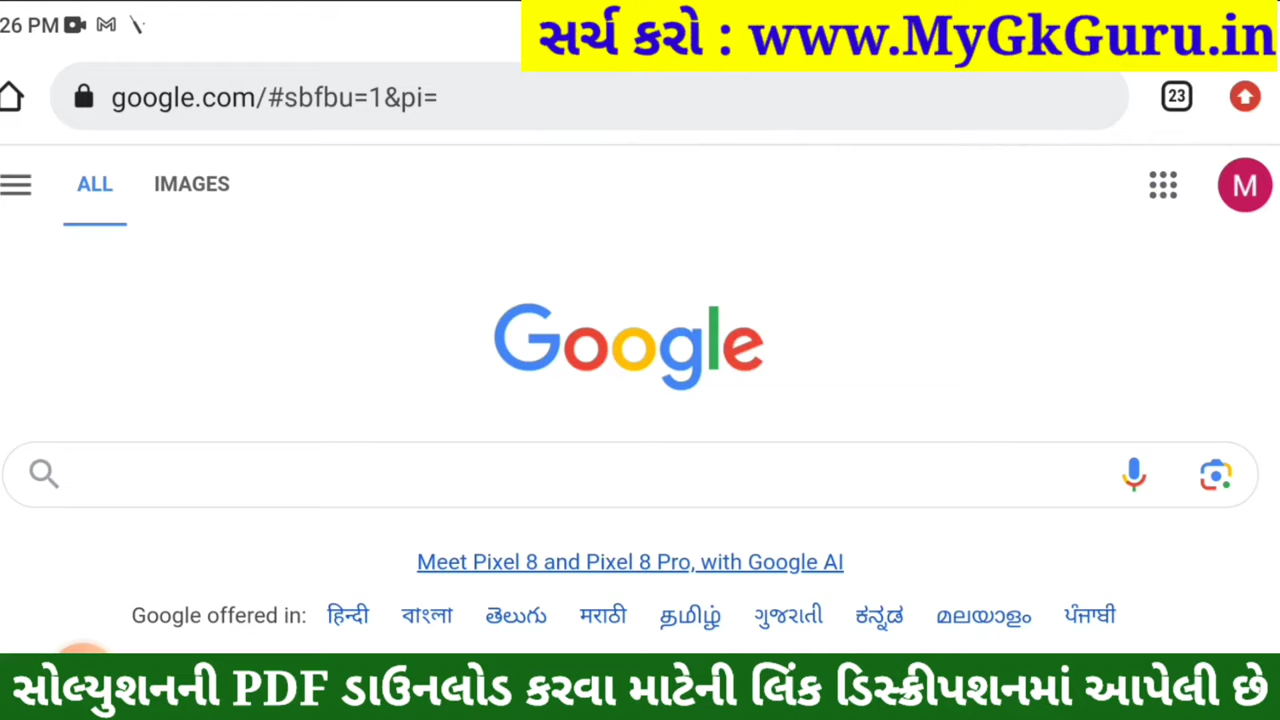 26 PM
સર્ચ કરો : www.MyGkGuru.in
google.com/#sbfbu=1&pi=
23
ALL IMAGES
M
Google
Meet Pixel 8 and Pixel 8 Pro, with Google AI
Google offered in: हिन्दी বাংলা తెలుగు मराठी தமிழ் ગુજરાતી ಕನ್ನಡ മലയാളം ਪੰਜਾਬੀ
સોલ્યુશનની PDF ડાઉનલોડ કરવા માટેની લિંક ડિસ્ક્રીપશનમાં આપેલી છે